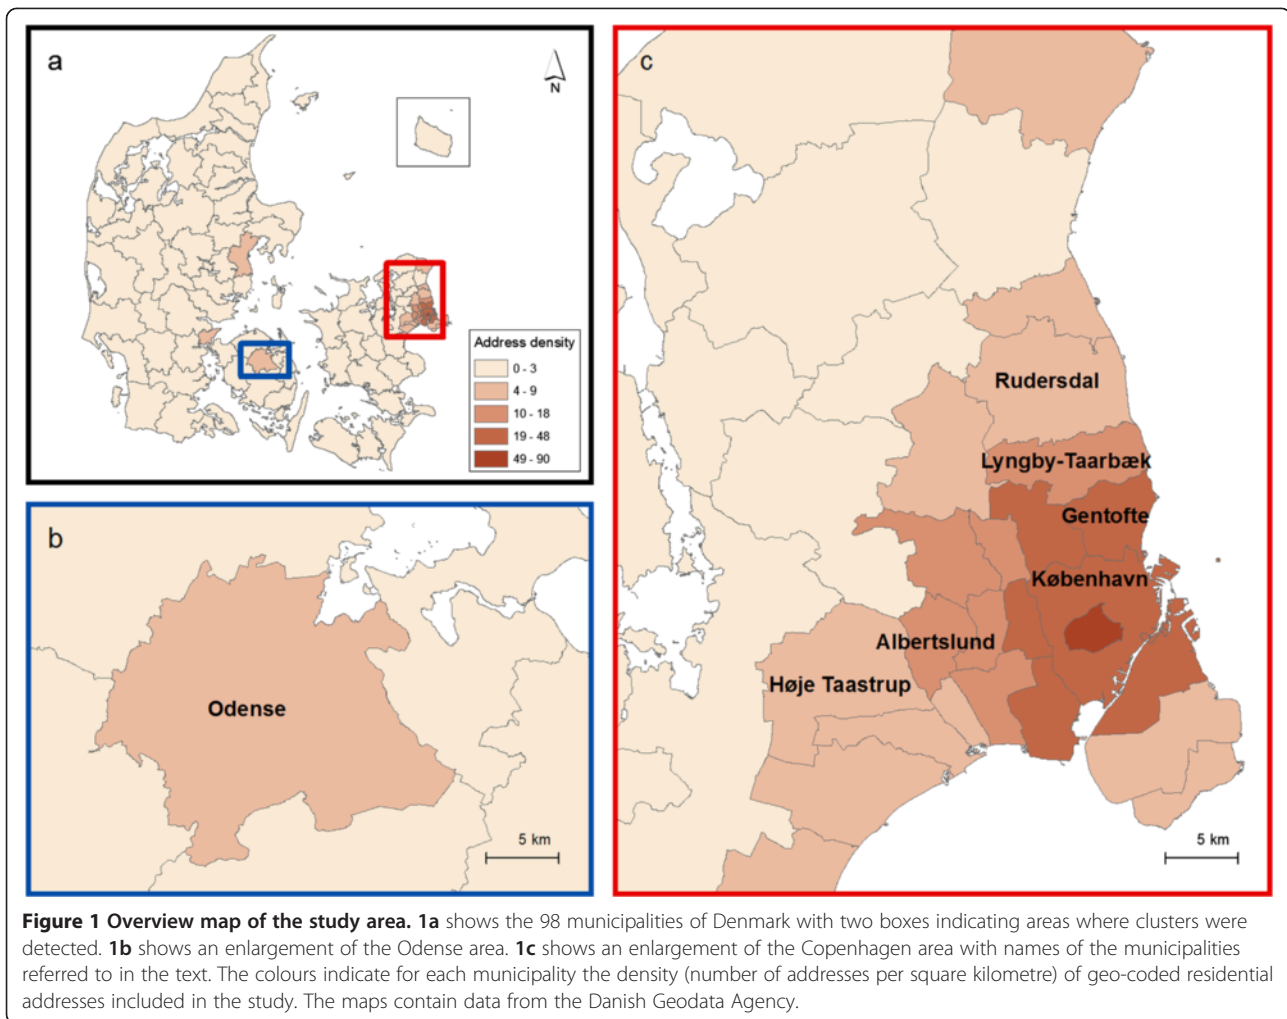 a
N
Address density
0 - 3
4 - 9
10 - 18
19 - 48
49 - 90
b
Odense
5 km
c
Rudersdal
Lyngby-Taarbæk
Gentofte
København
Albertslund
Høje Taastrup
5 km
Figure 1 Overview map of the study area. 1a shows the 98 municipalities of Denmark with two boxes indicating areas where clusters were
detected. 1b shows an enlargement of the Odense area. 1c shows an enlargement of the Copenhagen area with names of the municipalities
referred to in the text. The colours indicate for each municipality the density (number of addresses per square kilometre) of geo-coded residential
addresses included in the study. The maps contain data from the Danish Geodata Agency.